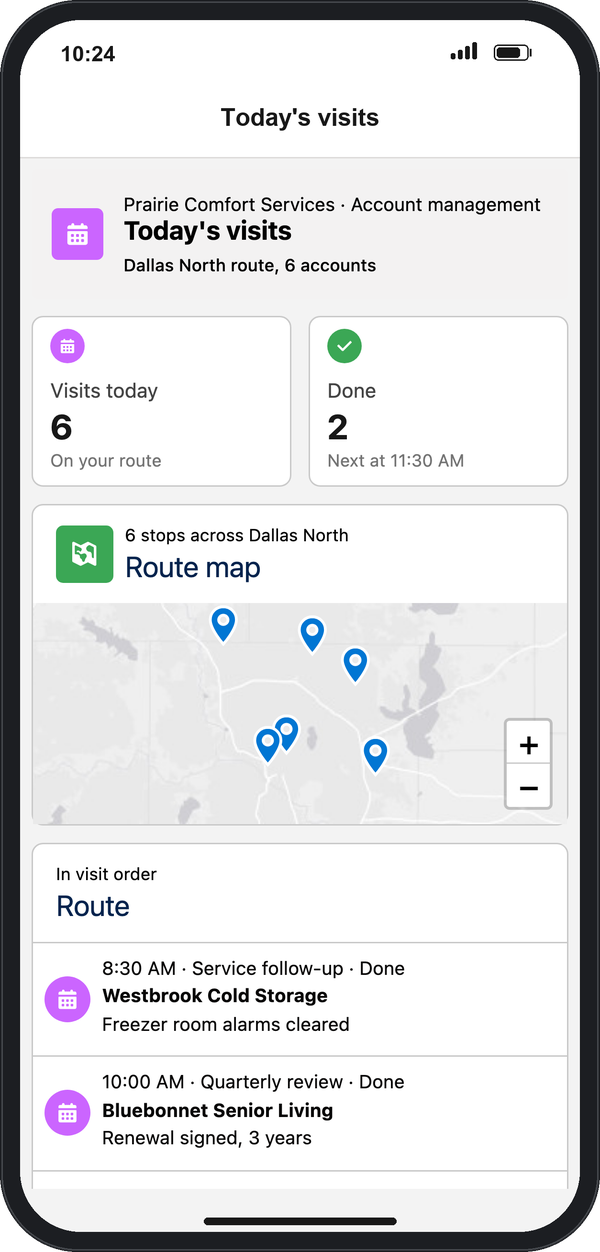 10:24
Today's visits
Prairie Comfort Services · Account management
Today's visits
Dallas North route, 6 accounts
Visits today
6
On your route
Done
2
Next at 11:30 AM
6 stops across Dallas North
Route map
+
−
In visit order
Route
8:30 AM · Service follow-up · Done
Westbrook Cold Storage
Freezer room alarms cleared
10:00 AM · Quarterly review · Done
Bluebonnet Senior Living
Renewal signed, 3 years